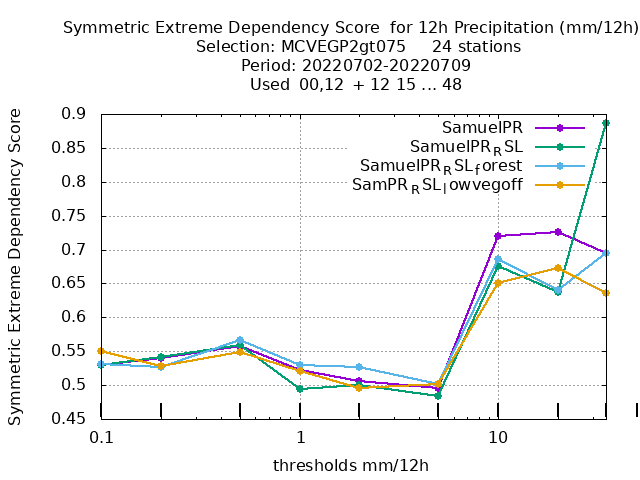 Symmetric Extreme Dependency Score  for 12h Precipitation (mm/12h)
Selection: MCVEGP2gt075     24 stations
Period: 20220702-20220709
Used  00,12  + 12 15 ... 48
SamuelPR
SamuelPR_RSL
SamuelPR_RSL_forest
SamPR_RSL_lowvegoff
Symmetric Extreme Dependency Score
0.9
0.85
0.8
0.75
0.7
0.65
0.6
0.55
0.5
0.45
0.1 1 10
thresholds mm/12h